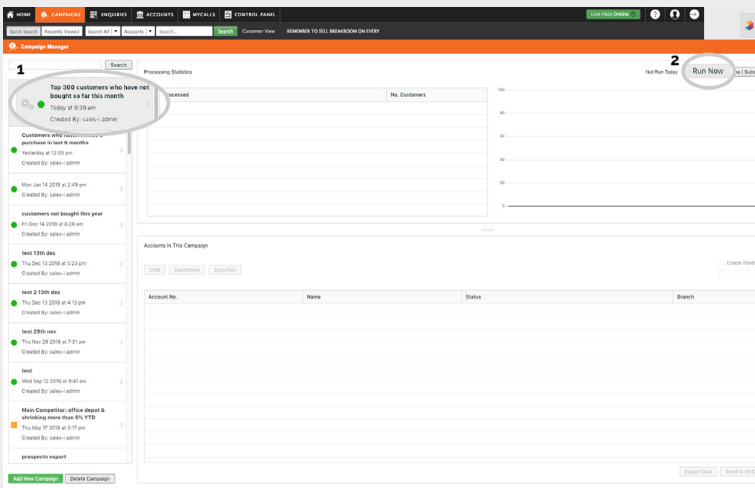 HOME CAMPAIGNS ENQUIRIES ACCOUNTS MYCALLS CONTROL PANEL Live Help Online
Quick Search Recently Viewed Search All Accounts Search... Search Customer View REMEMBER TO SELL BREAKROOM ON EVERY
Campaign Manager
1
Search
Top 300 customers who have not
bought so far this month
Today at 9:39 am
Created By: sales-i admin
purchase in last 6 months
Yesterday at 12:00 pm
Created By: sales-i admin
Mon Jan 14 2019 at 2:49 pm
Created By: sales-i admin
customers not bought this year
Fri Dec 14 2018 at 8:28 am
Created By: sales-i admin
test 13th dec
Thu Dec 13 2018 at 5:23 pm
Created By: sales-i admin
test 2 13th dec
Thu Dec 13 2018 at 4:13 pm
Created By: sales-i admin
test 29th nov
Thu Nov 29 2018 at 7:31 am
Created By: sales-i admin
test
Wed Sep 12 2018 at 9:41 am
Created By: sales-i admin
Main Competitor: office depot &
shrinking more than 5% YTD
Thu May 17 2018 at 3:17 pm
Created By: sales-i admin
prospects export
Add New Campaign Delete Campaign
Processing Statistics
2
Not Run Today Run Now
No. Customers
100
80
60
40
20
0
Accounts In This Campaign
CRM Dashboard Enquiries
Enable
Account No. Name Status Branch
Export Data Send to